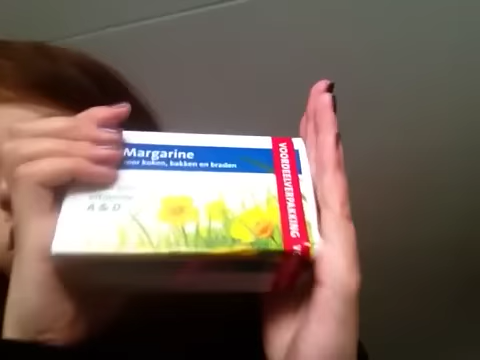 Margarine
voor koken, bakken en braden
A & D
VOORDEELVERPAKKING